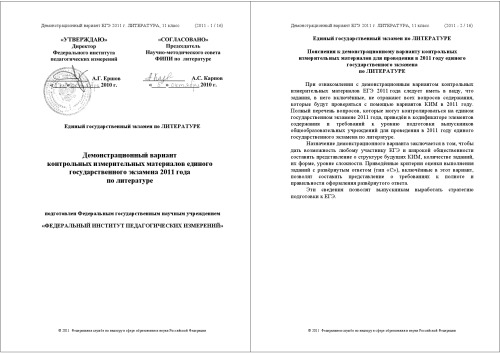 Демонстрационный вариант ЕГЭ 2011 г. ЛИТЕРАТУРА, 11 класс (2011 - 1 / 16)
«УТВЕРЖДАЮ»
Директор
Федерального института
педагогических измерений
«СОГЛАСОВАНО»
Председатель
Научно-методического совета
ФИПИ по литературе
А.Г. Ершов
2010 г.
А.С. Карпов
2010 г.
Единый государственный экзамен по ЛИТЕРАТУРЕ
Демонстрационный вариант
контрольных измерительных материалов единого
государственного экзамена 2011 года
по литературе
подготовлен Федеральным государственным научным учреждением
«ФЕДЕРАЛЬНЫЙ ИНСТИТУТ ПЕДАГОГИЧЕСКИХ ИЗМЕРЕНИЙ»
© 2011 Федеральная служба по надзору в сфере образования и науки Российской Федерации
Демонстрационный вариант ЕГЭ 2011 г. ЛИТЕРАТУРА, 11 класс (2011 - 2 / 16)
Единый государственный экзамен по ЛИТЕРАТУРЕ
Пояснения к демонстрационному варианту контрольных
измерительных материалов для проведения в 2011 году единого
государственного экзамена
по ЛИТЕРАТУРЕ
При ознакомлении с демонстрационным вариантом контрольных
измерительных материалов ЕГЭ 2011 года следует иметь в виду, что
задания, в него включённые, не отражают всех вопросов содержания,
которые будут проверяться с помощью вариантов КИМ в 2011 году.
Полный перечень вопросов, которые могут контролироваться на едином
государственном экзамене 2011 года, приведён в кодификаторе элементов
содержания и требований к уровню подготовки выпускников
общеобразовательных учреждений для проведения в 2011 году единого
государственного экзамена по литературе.
Назначение демонстрационного варианта заключается в том, чтобы
дать возможность любому участнику ЕГЭ и широкой общественности
составить представление о структуре будущих КИМ, количестве заданий,
их форме, уровне сложности. Приведённые критерии оценки выполнения
заданий с развёрнутым ответом (тип «С»), включённые в этот вариант,
позволят составить представление о требованиях к полноте и
правильности оформления развёрнутого ответа.
Эти сведения позволят выпускникам выработать стратегию
подготовки к ЕГЭ.
© 2011 Федеральная служба по надзору в сфере образования и науки Российской Федерации